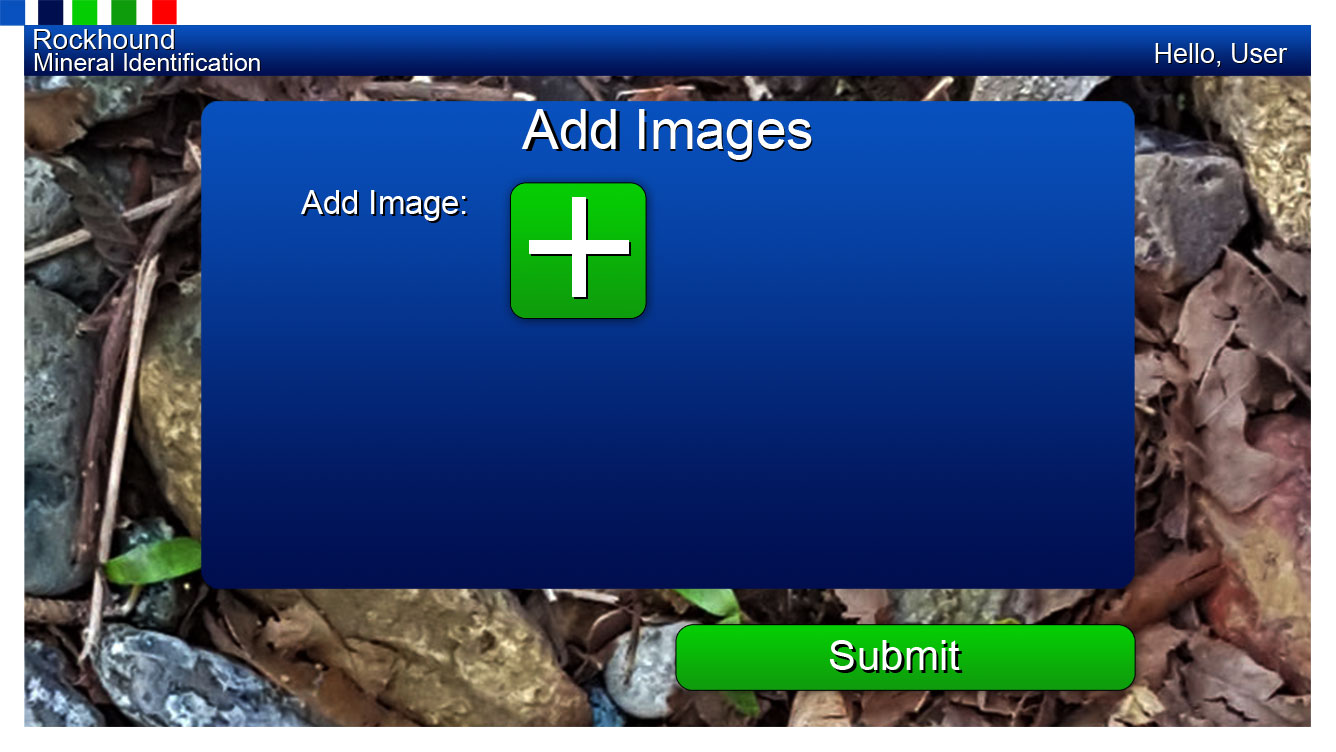 Rockhound
Mineral Identification
Hello, User
Add Images
Add Image:
Submit